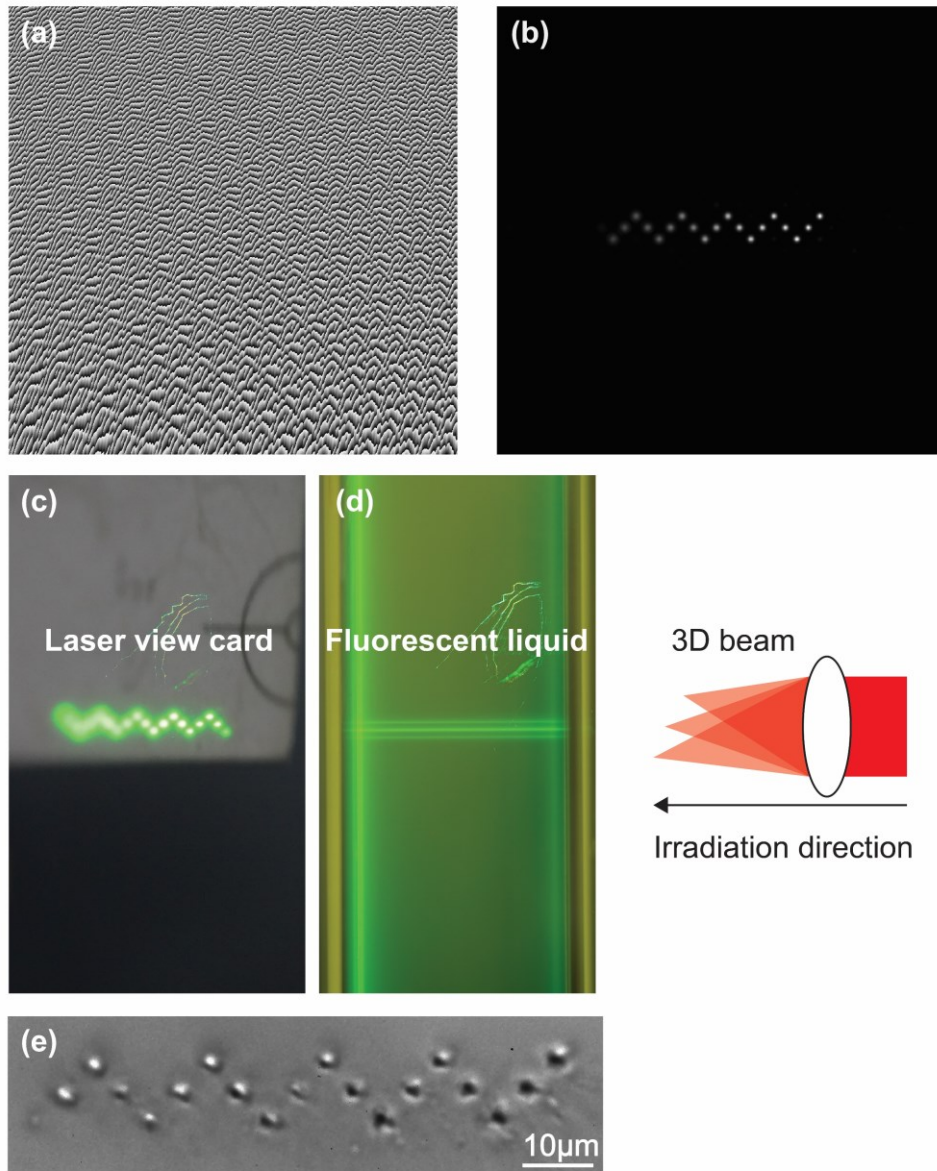 (a)
(b)
(c)
Laser view card
(d)
Fluorescent liquid
3D beam
Irradiation direction
(e)
10µm